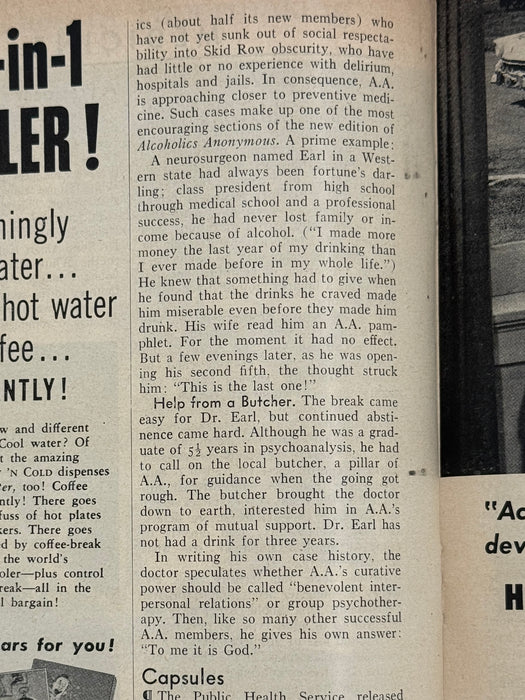 -in-1
LER!
ningly
ater...
hot water
fee...
NTLY!
w and different
Cool water? Of
t the amazing
'N COLD dispenses
ter, too! Coffee
ntly! There goes
fuss of hot plates
kers. There goes
ed by coffee-break
the world's
oler—plus control
reak—all in the
l bargain!
ars for you!
ics (about half its new members) who
have not yet sunk out of social respecta-
bility into Skid Row obscurity, who have
had little or no experience with delirium,
hospitals and jails. In consequence, A.A.
is approaching closer to preventive medi-
cine. Such cases make up one of the most
encouraging sections of the new edition of
Alcoholics Anonymous. A prime example:
A neurosurgeon named Earl in a West-
ern state had always been fortune's dar-
ling; class president from high school
through medical school and a professional
success, he had never lost family or in-
come because of alcohol. ("I made more
money the last year of my drinking than
I ever made before in my whole life.")
He knew that something had to give when
he found that the drinks he craved made
him miserable even before they made him
drunk. His wife read him an A.A. pam-
phlet. For the moment it had no effect.
But a few evenings later, as he was open-
ing his second fifth, the thought struck
him: "This is the last one!"
Help from a Butcher. The break came
easy for Dr. Earl, but continued absti-
nence came hard. Although he was a grad-
uate of 5½ years in psychoanalysis, he had
to call on the local butcher, a pillar of
A.A., for guidance when the going got
rough. The butcher brought the doctor
down to earth, interested him in A.A.'s
program of mutual support. Dr. Earl has
not had a drink for three years.
In writing his own case history, the
doctor speculates whether A.A.'s curative
power should be called "benevolent inter-
personal relations" or group psychother-
apy. Then, like so many other successful
A.A. members, he gives his own answer:
"To me it is God."
Capsules
¶ The Public Health Service released
"Ac
dev
H